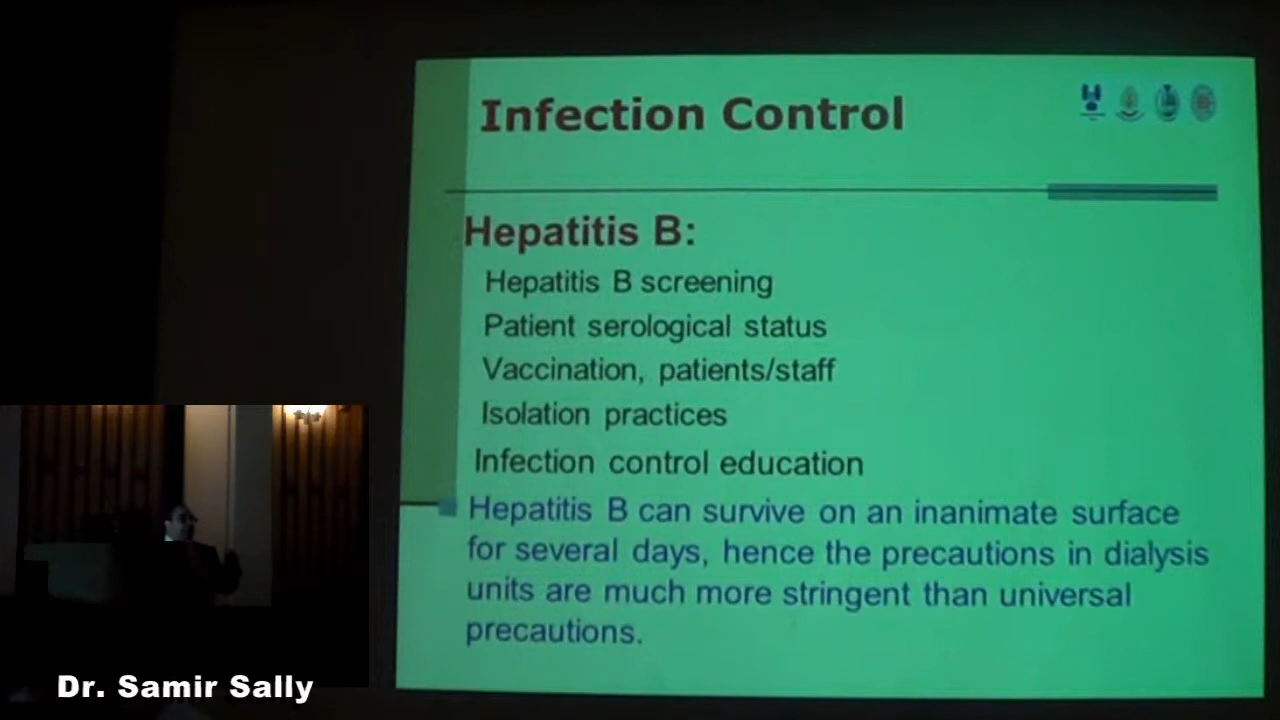 Infection Control
Hepatitis B:
Hepatitis B screening
Patient serological status
Vaccination, patients/staff
Isolation practices
Infection control education
Hepatitis B can survive on an inanimate surface
for several days, hence the precautions in dialysis
units are much more stringent than universal
precautions.
Dr. Samir Sally